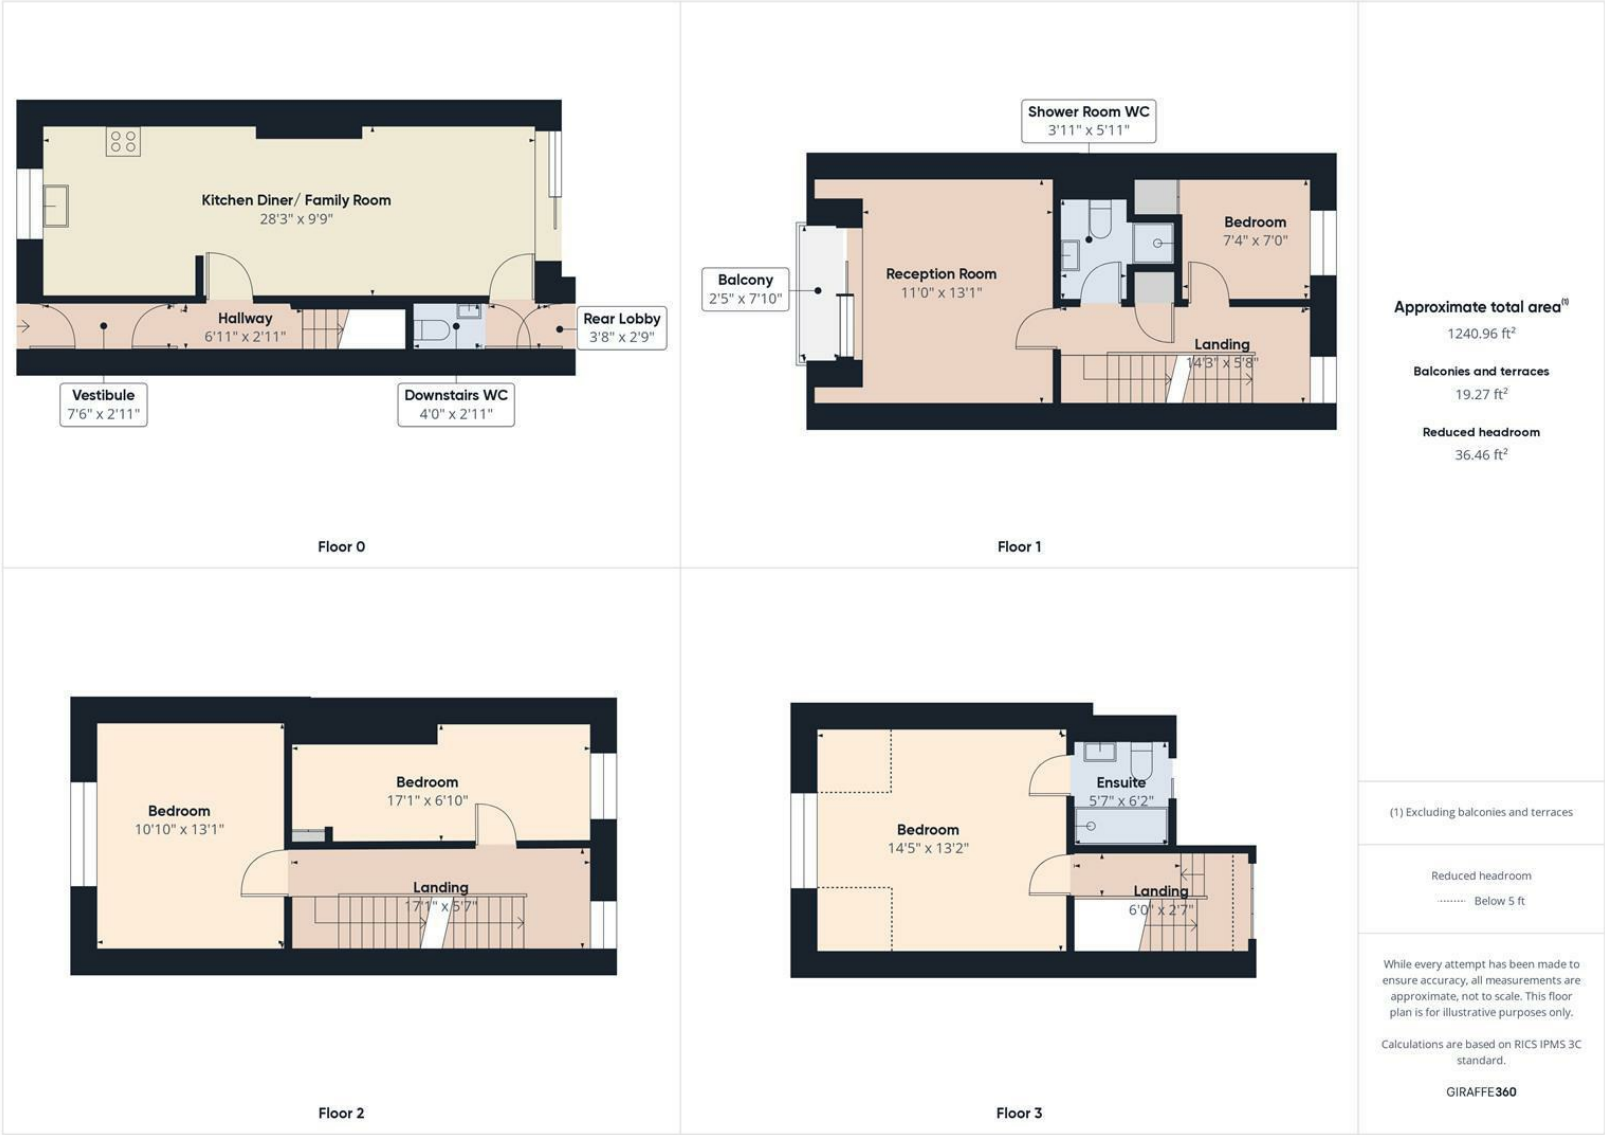 Kitchen Diner/ Family Room
28'3" x 9'9"
Hallway
6'11" x 2'11"
Rear Lobby
3'8" x 2'9"
Vestibule
7'6" x 2'11"
Downstairs WC
4'0" x 2'11"
Floor 0
Shower Room WC
3'11" x 5'11"
Bedroom
7'4" x 7'0"
Reception Room
11'0" x 13'1"
Balcony
2'5" x 7'10"
Landing
14'3" x 5'8"
Floor 1
Bedroom
10'10" x 13'1"
Bedroom
17'1" x 6'10"
Landing
17'1" x 5'7"
Floor 2
Ensuite
5'7" x 6'2"
Bedroom
14'5" x 13'2"
Landing
6'0" x 2'7"
Floor 3
Approximate total area(1)
1240.96 ft²
Balconies and terraces
19.27 ft²
Reduced headroom
36.46 ft²
(1) Excluding balconies and terraces
Reduced headroom
Below 5 ft
While every attempt has been made to
ensure accuracy, all measurements are
approximate, not to scale. This floor
plan is for illustrative purposes only.
Calculations are based on RICS IPMS 3C
standard.
GIRAFFE360